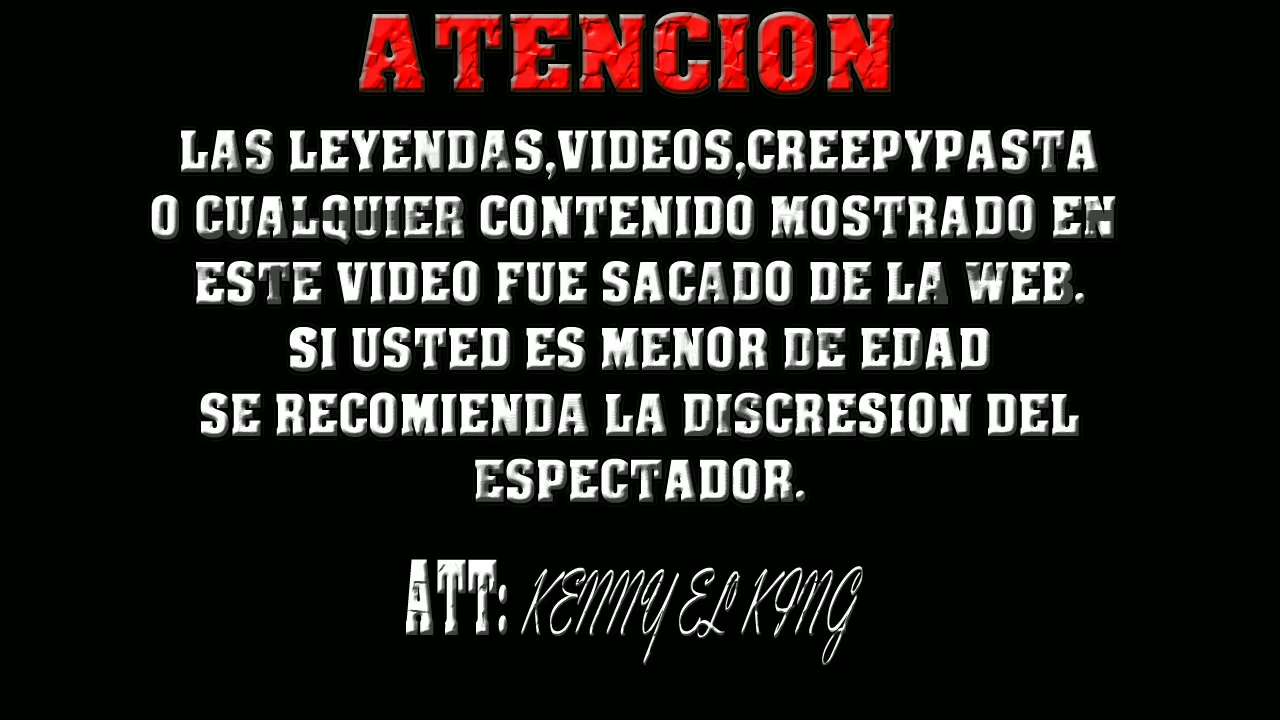 ATENCION
LAS LEYENDAS,VIDEOS,CREEPYPASTA
O CUALQUIER CONTENIDO MOSTRADO EN
ESTE VIDEO FUE SACADO DE LA WEB.
SI USTED ES MENOR DE EDAD
SE RECOMIENDA LA DISCRESION DEL
ESPECTADOR.
ATT: KENNY EL KING